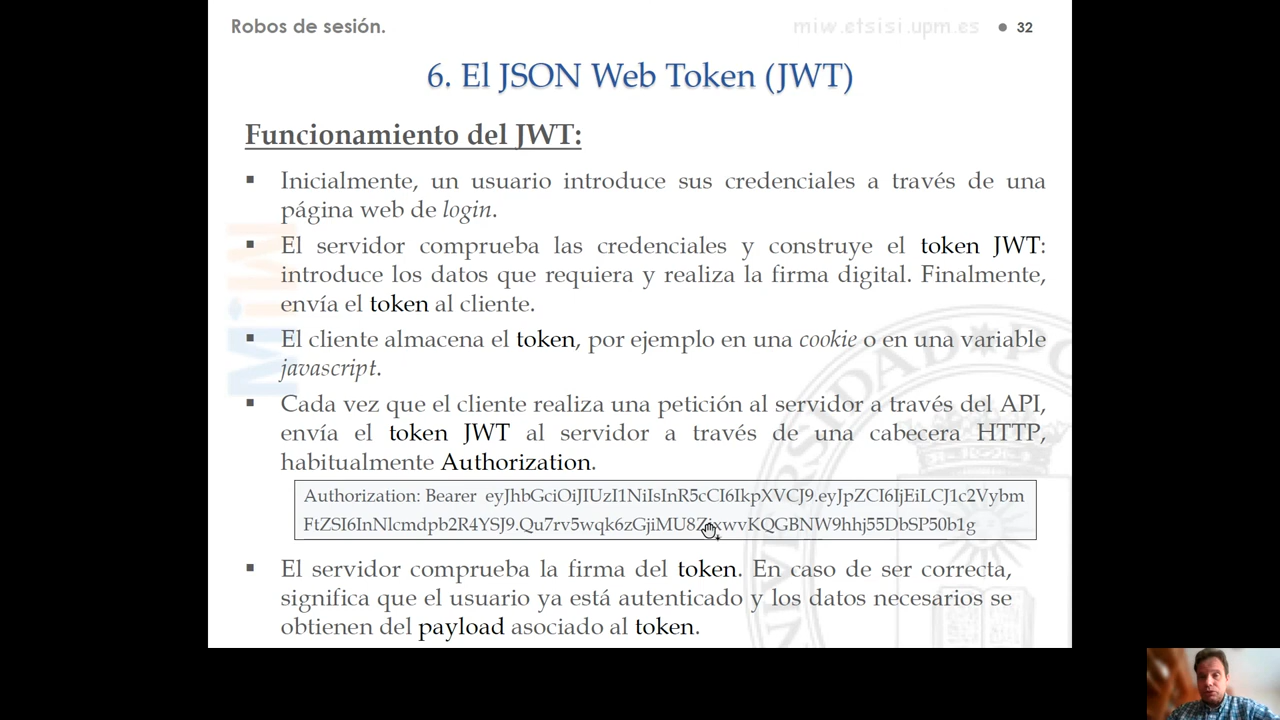 Robos de sesión.
miw.etsisi.upm.es
32
6. El JSON Web Token (JWT)
Funcionamiento del JWT:
Inicialmente, un usuario introduce sus credenciales a través de una
página web de login.
El servidor comprueba las credenciales y construye el token JWT:
introduce los datos que requiera y realiza la firma digital. Finalmente,
envía el token al cliente.
El cliente almacena el token, por ejemplo en una cookie o en una variable
javascript.
Cada vez que el cliente realiza una petición al servidor a través del API,
envía el token JWT al servidor a través de una cabecera HTTP,
habitualmente Authorization.
Authorization: Bearer eyJhbGciOiJIUzI1NiIsInR5cCI6IkpXVCJ9.eyJpZCI6IjEiLCJ1c2Vybm
FtZSI6InNlcmdpb2R4YSJ9.Qu7rv5wqk6zGjiMU8ZixwvKQGBNW9hhj55DbSP50b1g
El servidor comprueba la firma del token. En caso de ser correcta,
significa que el usuario ya está autenticado y los datos necesarios se
obtienen del payload asociado al token.
MiW